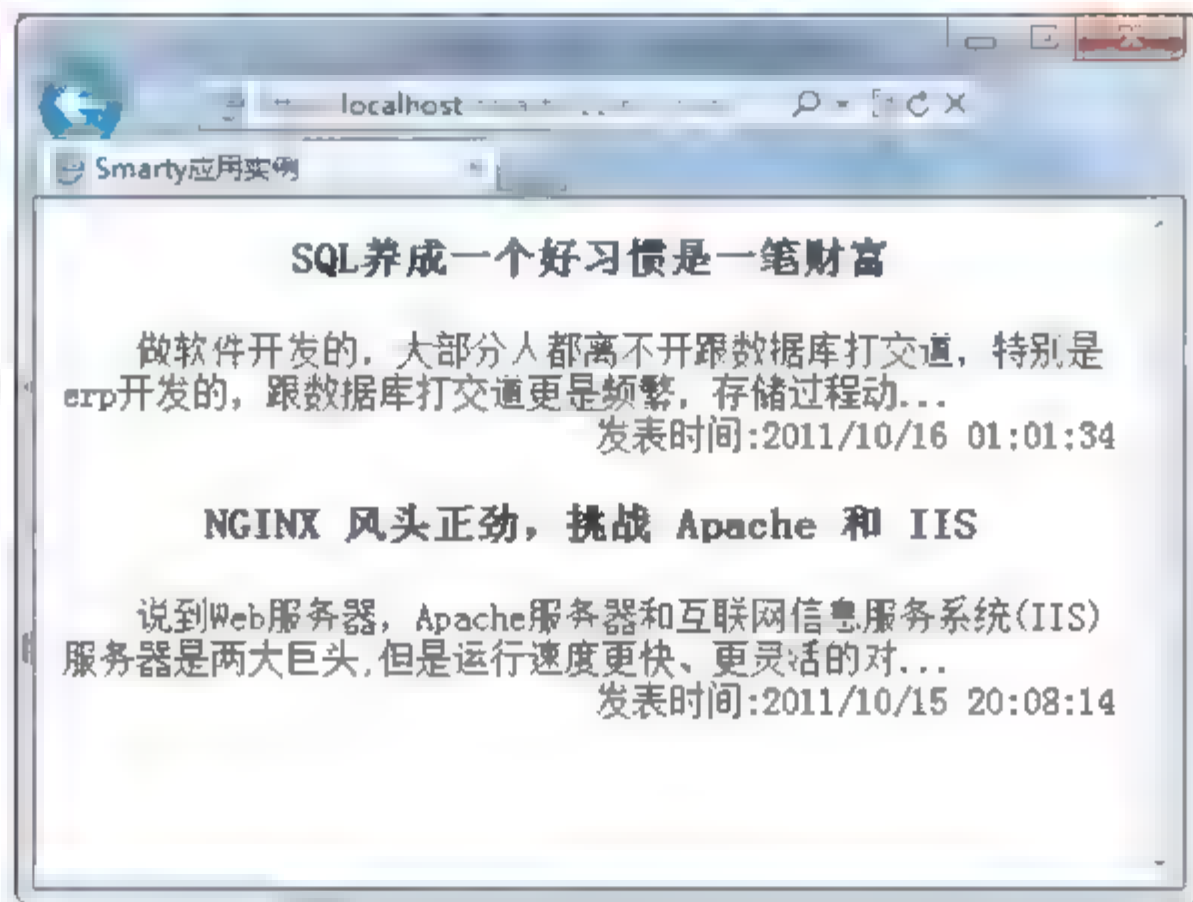 localhost
Smarty应用实例
SQL养成一个好习惯是一笔财富
做软件开发的，大部分人都离不开跟数据库打交道，特别是
erp开发的，跟数据库打交道更是频繁，存储过程动...
发表时间:2011/10/16 01:01:34
NGINX 风头正劲，挑战 Apache 和 IIS
说到Web服务器，Apache服务器和互联网信息服务系统(IIS)
服务器是两大巨头,但是运行速度更快、更灵活的对...
发表时间:2011/10/15 20:08:14